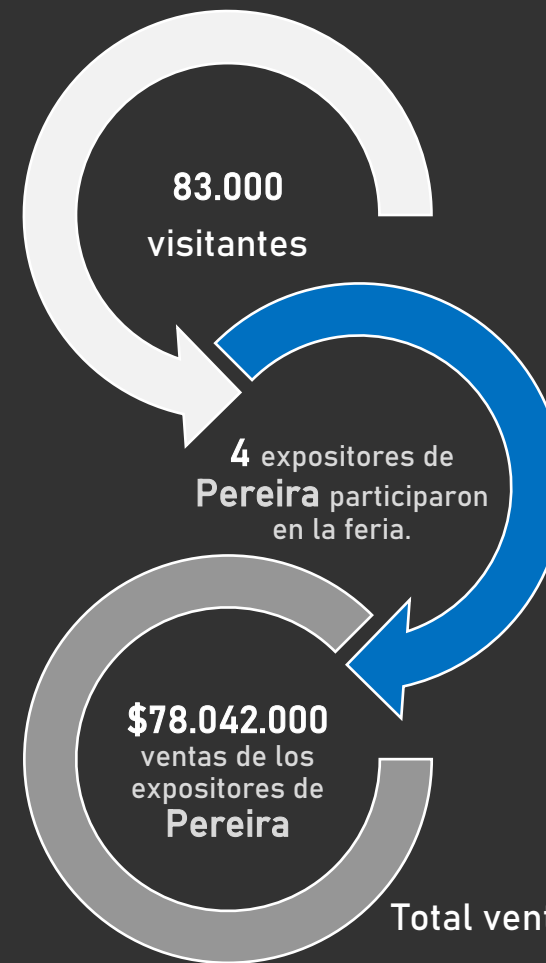 83.000
visitantes
4 expositores de
Pereira participaron
en la feria.
$78.042.000
ventas de los
expositores de
Pereira
Total